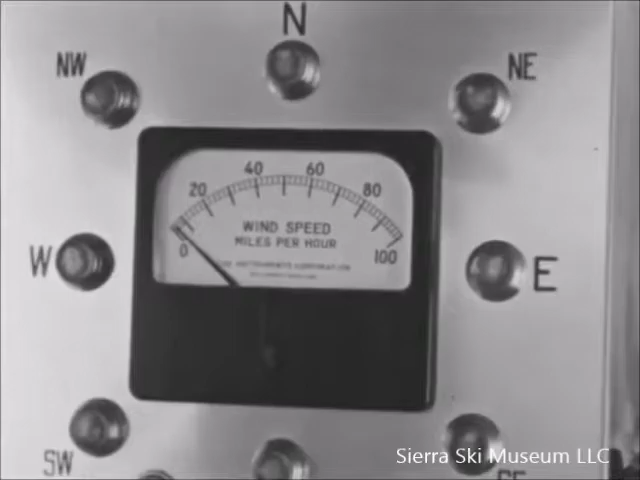 N
NW
NE
40 60
20 80
WIND SPEED
MILES PER HOUR
0 100
W
E
SW
Sierra Ski Museum LLC